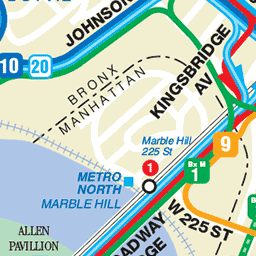 JOHNSON
10-20
BRONX
MANHATTAN
KINGSBRIDGE
AV
Marble Hill
225 St
1
9
Bx M
1
METRO
NORTH
MARBLE HILL
W 225 ST
ALLEN
PAVILLION